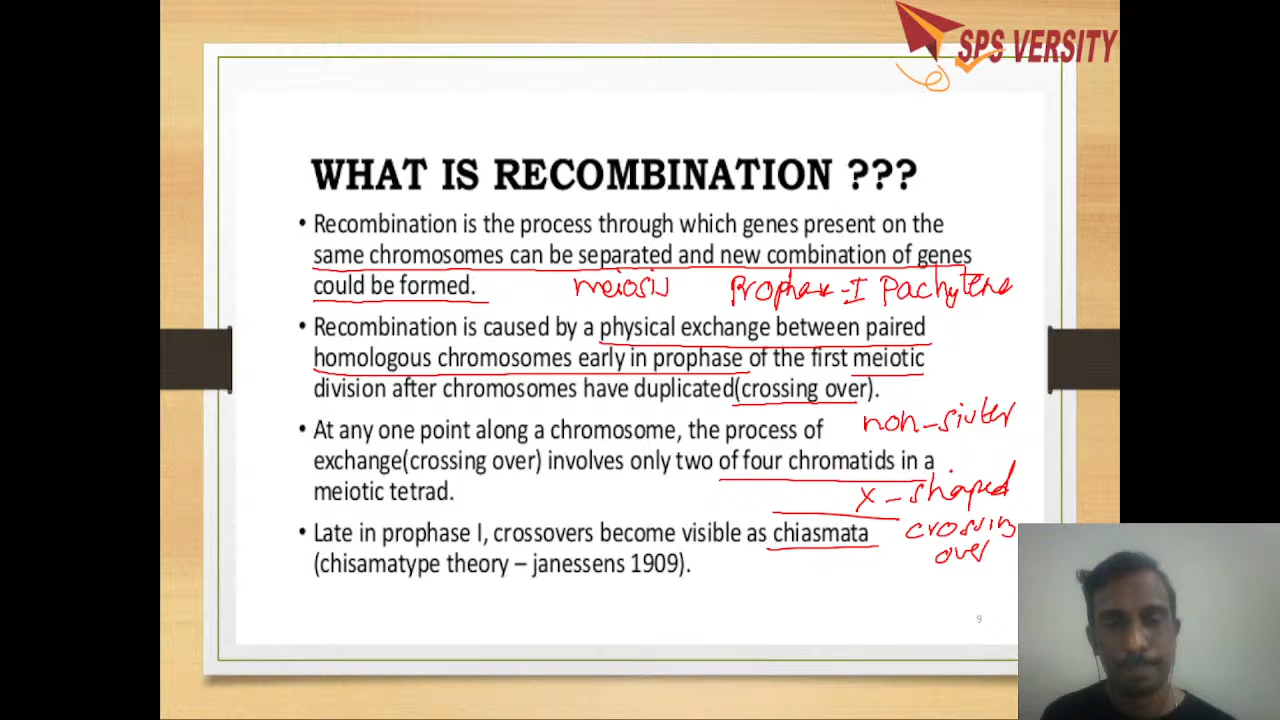 SPS VERSITY
WHAT IS RECOMBINATION ???
• Recombination is the process through which genes present on the
same chromosomes can be separated and new combination of genes
could be formed.
meiosis Prophase-I Pachytene
• Recombination is caused by a physical exchange between paired
homologous chromosomes early in prophase of the first meiotic
division after chromosomes have duplicated(crossing over).
non-sister
• At any one point along a chromosome, the process of
exchange(crossing over) involves only two of four chromatids in a
meiotic tetrad.
x-shaped
• Late in prophase I, crossovers become visible as chiasmata
crossing
over
(chisamatype theory – janessens 1909).
9